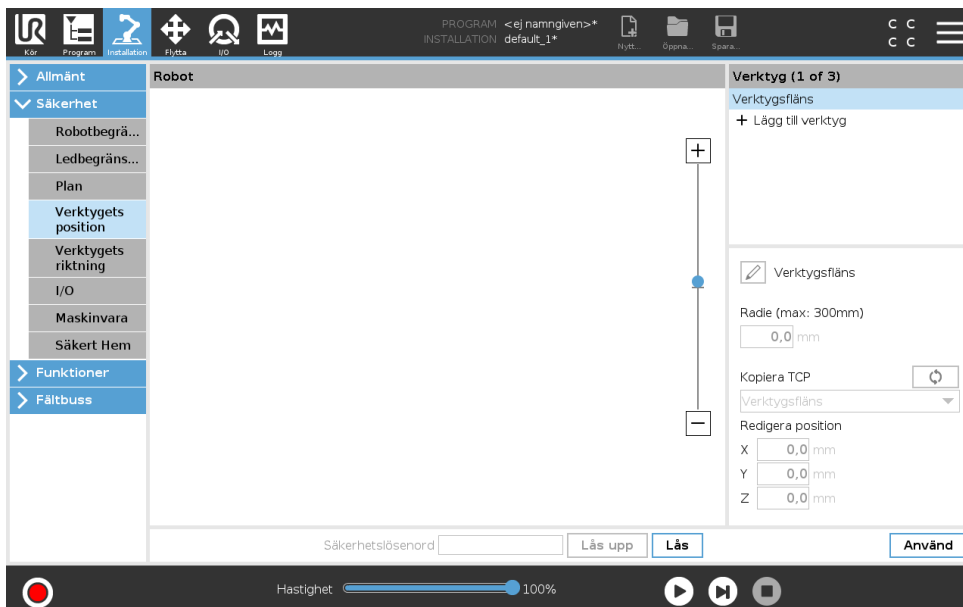 UR
PROGRAM <ej namngiven>*
INSTALLATION default_1*
Kör Program Installation Flytta I/O Logg
Nytt... Öppna... Spara...
C C
C C
Allmänt
Säkerhet
Robotbegrä...
Ledbegräns...
Plan
Verktygets
position
Verktygets
riktning
I/O
Maskinvara
Säkert Hem
Funktioner
Fältbuss
Robot
Verktyg (1 of 3)
Verktygsfläns
+ Lägg till verktyg
Verktygsfläns
Radie (max: 300mm)
0,0 mm
Kopiera TCP
Verktygsfläns
Redigera position
X 0,0 mm
Y 0,0 mm
Z 0,0 mm
Säkerhetslösenord Lås upp Lås Använd
Hastighet 100%